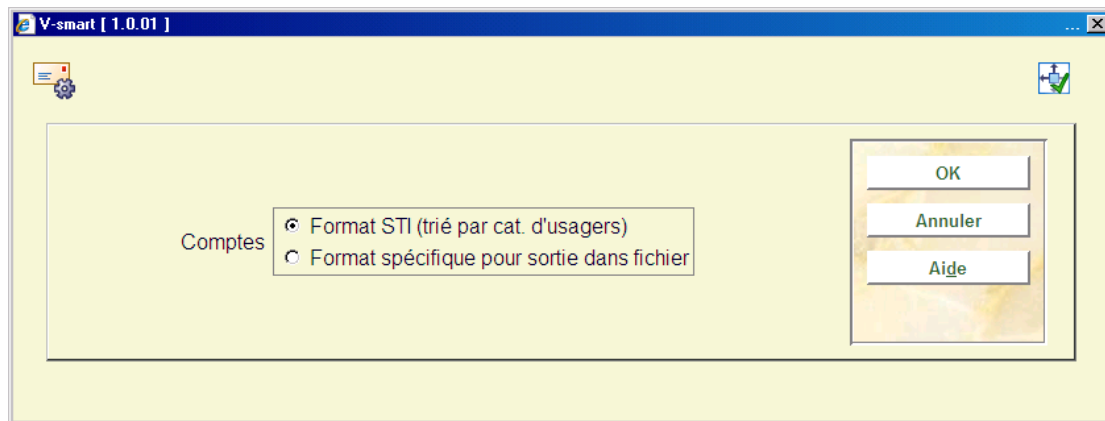 V-smart [ 1.0.01 ]
...
Comptes
Format STI (trié par cat. d'usagers)
Format spécifique pour sortie dans fichier
OK
Annuler
Aide